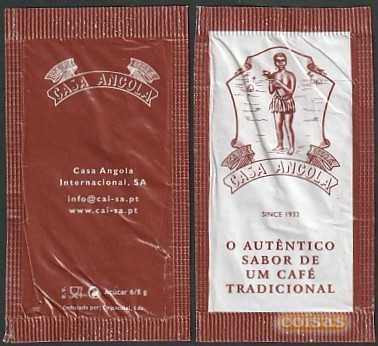 CASA ANGOLA
Casa Angola
Internacional, SA
info@cai-sa.pt
www.cai-sa.pt
Açúcar 6/8 g
CASA ANGOLA
SINCE 1932
O AUTÊNTICO
SABOR DE
UM CAFÉ
TRADICIONAL
coisas